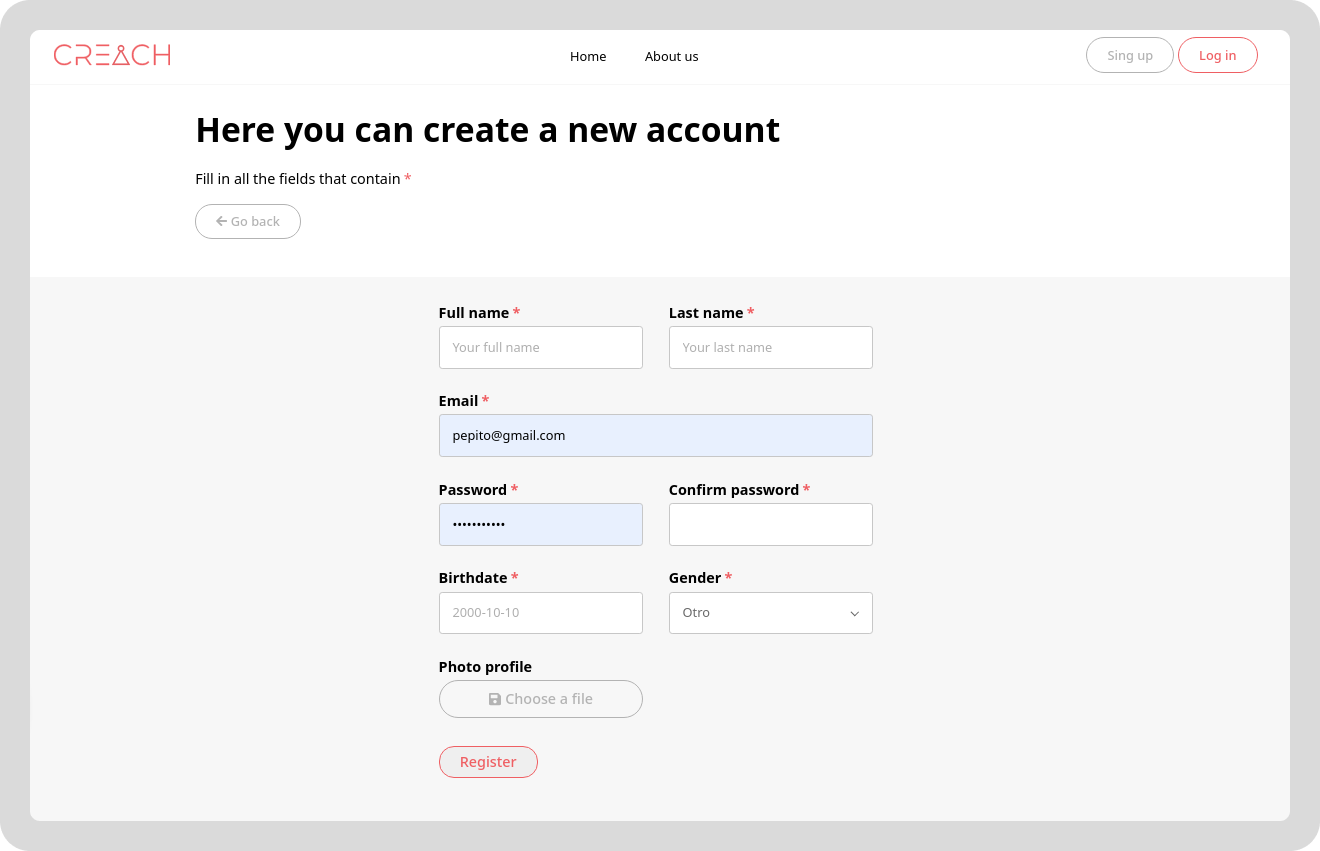 CREACH
Home About us Sing up Log in
Here you can create a new account
Fill in all the fields that contain *
Go back
Full name * Last name *
Your full name Your last name
Email *
pepito@gmail.com
Password * Confirm password *
•••••••••••
Birthdate * Gender *
2000-10-10 Otro
Photo profile
Choose a file
Register